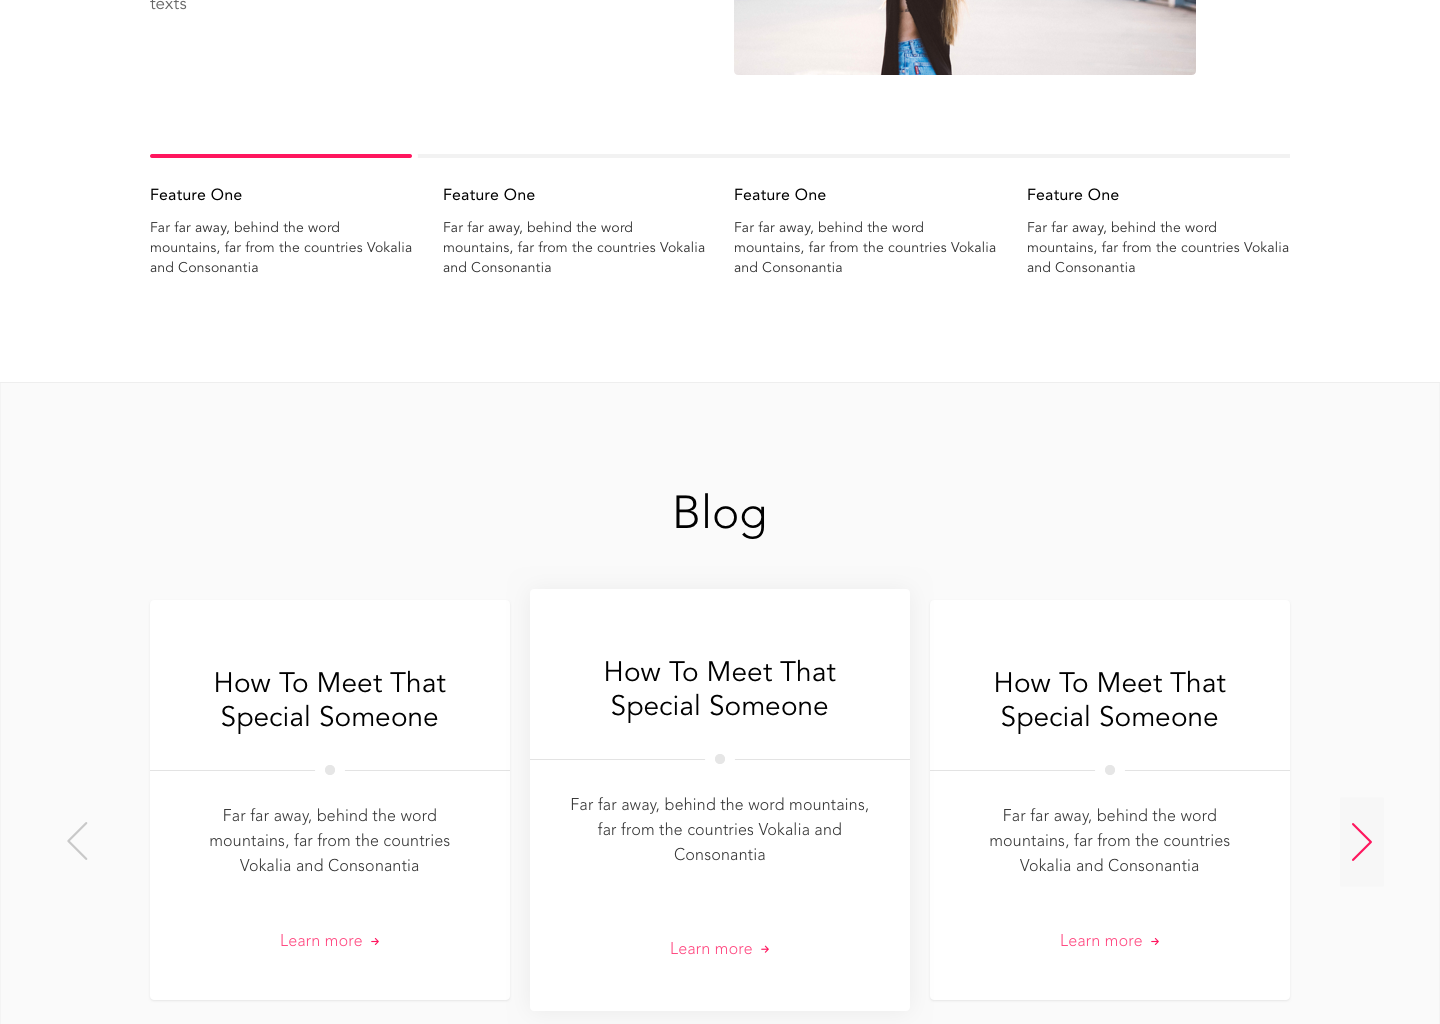 texts
Feature One
Far far away, behind the word
mountains, far from the countries Vokalia
and Consonantia
Feature One
Far far away, behind the word
mountains, far from the countries Vokalia
and Consonantia
Feature One
Far far away, behind the word
mountains, far from the countries Vokalia
and Consonantia
Feature One
Far far away, behind the word
mountains, far from the countries Vokalia
and Consonantia
Blog
How To Meet That
Special Someone
Far far away, behind the word
mountains, far from the countries
Vokalia and Consonantia
Learn more
How To Meet That
Special Someone
Far far away, behind the word mountains,
far from the countries Vokalia and
Consonantia
Learn more
How To Meet That
Special Someone
Far far away, behind the word
mountains, far from the countries
Vokalia and Consonantia
Learn more